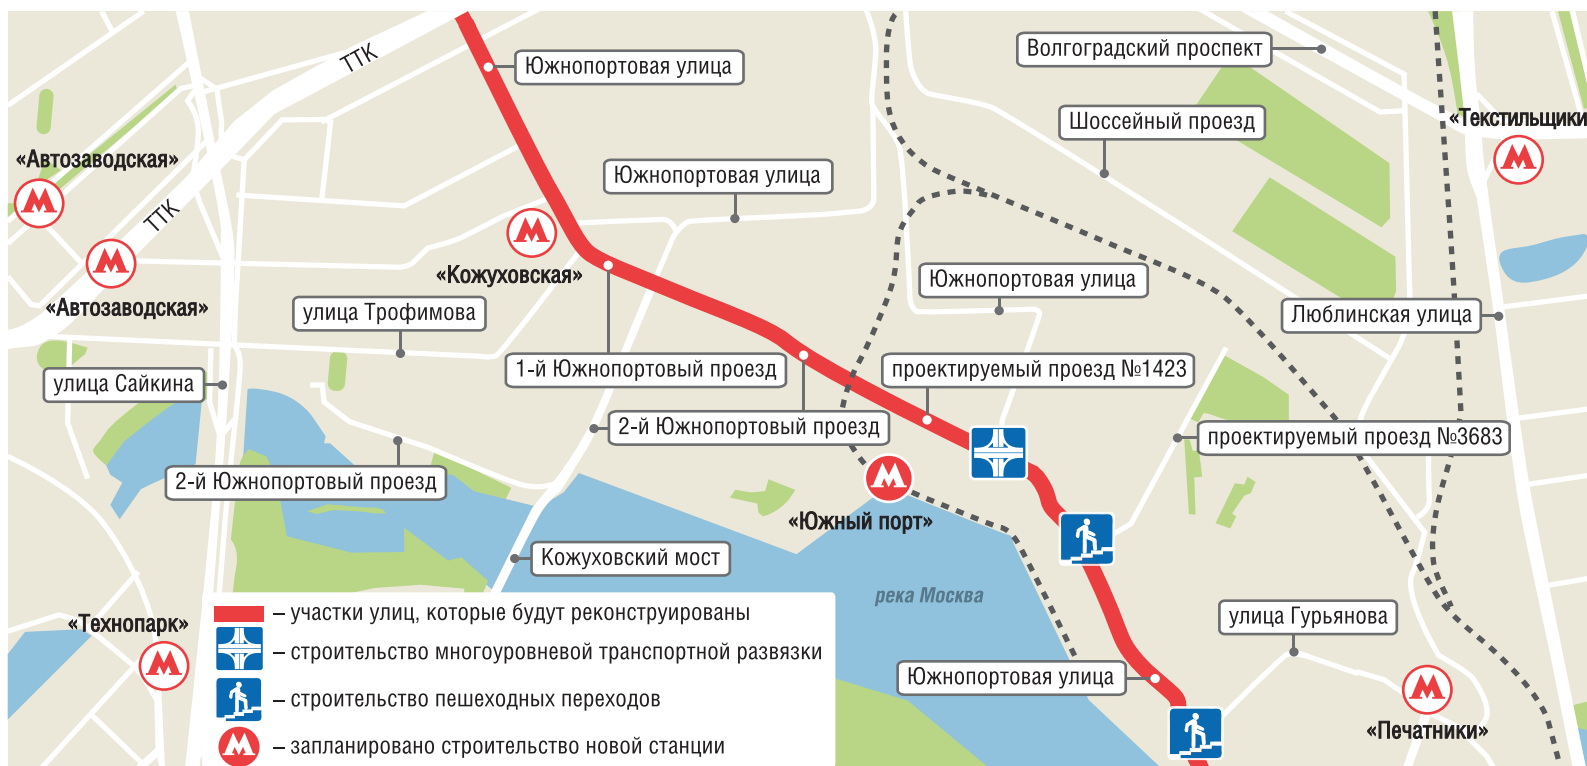 ТТК
Южнопортовая улица
Волгоградский проспект
Шоссейный проезд
«Текстильщики»
«Автозаводская»
Южнопортовая улица
ТТК
«Кожуховская»
«Автозаводская»
Южнопортовая улица
улица Трофимова
Люблинская улица
1-й Южнопортовый проезд
проектируемый проезд №1423
улица Сайкина
2-й Южнопортовый проезд
проектируемый проезд №3683
2-й Южнопортовый проезд
«Южный порт»
Кожуховский мост
река Москва
«Технопарк»
улица Гурьянова
Южнопортовая улица
«Печатники»
– участки улиц, которые будут реконструированы
– строительство многоуровневой транспортной развязки
– строительство пешеходных переходов
– запланировано строительство новой станции